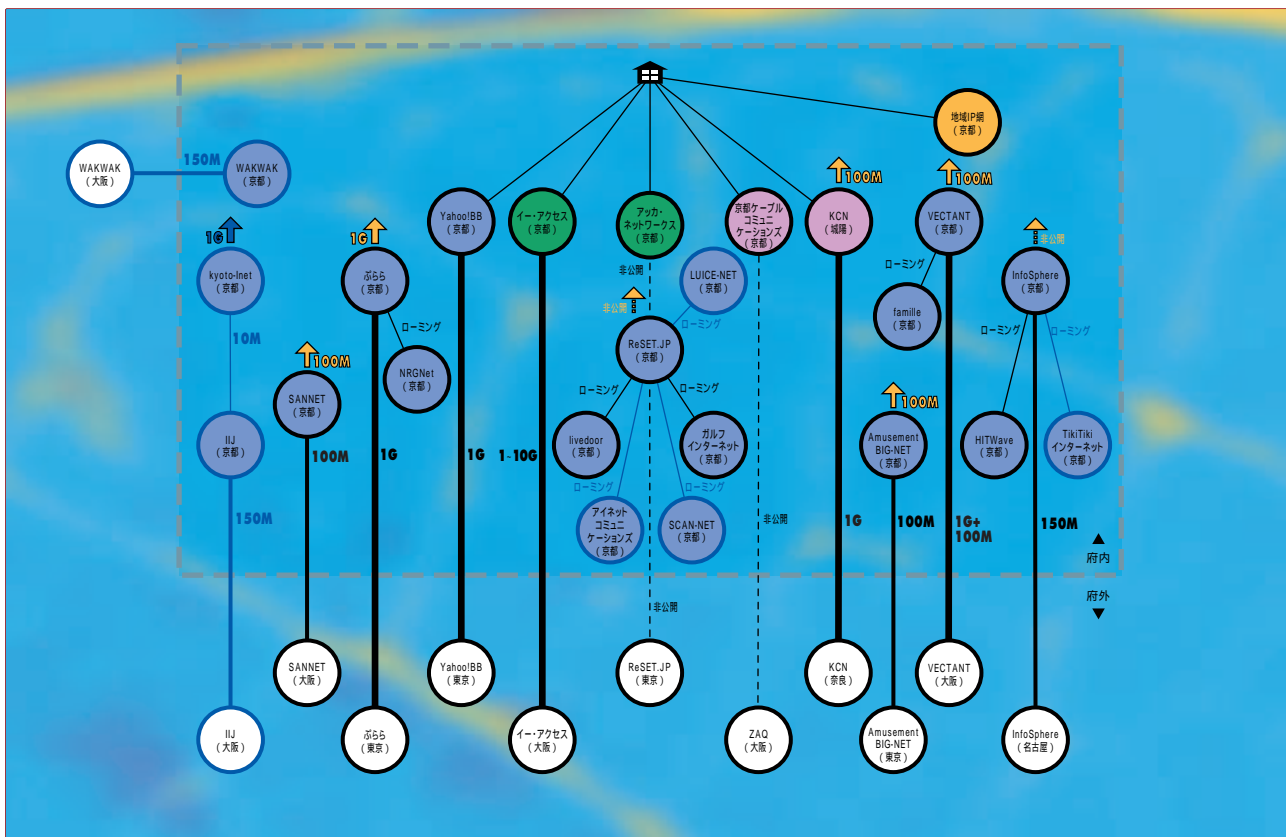 地域IP網
(京都)
WAKWAK
(大阪)
150M
WAKWAK
(京都)
1G
kyoto-Inet
(京都)
10M
IIJ
(京都)
150M
IIJ
(大阪)
100M
SANNET
(京都)
100M
SANNET
(大阪)
1G
ぷらら
(京都)
ローミング
NRGNet
(京都)
1G
ぷらら
(東京)
Yahoo!BB
(京都)
1G
Yahoo!BB
(東京)
イー・アクセス
(京都)
1-10G
イー・アクセス
(大阪)
アッカ・
ネットワークス
(京都)
非公開
非公開
LUICE-NET
(京都)
ローミング
ReSET.JP
(京都)
ローミング
ローミング
livedoor
(京都)
ガルフ
インターネット
(京都)
ローミング
ローミング
アイネット
コミュニ
ケーションズ
(京都)
SCAN-NET
(京都)
非公開
ReSET.JP
(東京)
京都ケーブル
コミュニ
ケーションズ
(京都)
非公開
ZAQ
(大阪)
100M
KCN
(城陽)
1G
KCN
(奈良)
100M
Amusement
BIG-NET
(京都)
100M
Amusement
BIG-NET
(東京)
100M
VECTANT
(京都)
ローミング
famille
(京都)
1G+
100M
VECTANT
(大阪)
非公開
InfoSphere
(京都)
ローミング
ローミング
HITWave
(京都)
TikiTiki
インターネット
(京都)
150M
InfoSphere
(名古屋)
▲
府内
府外
▼